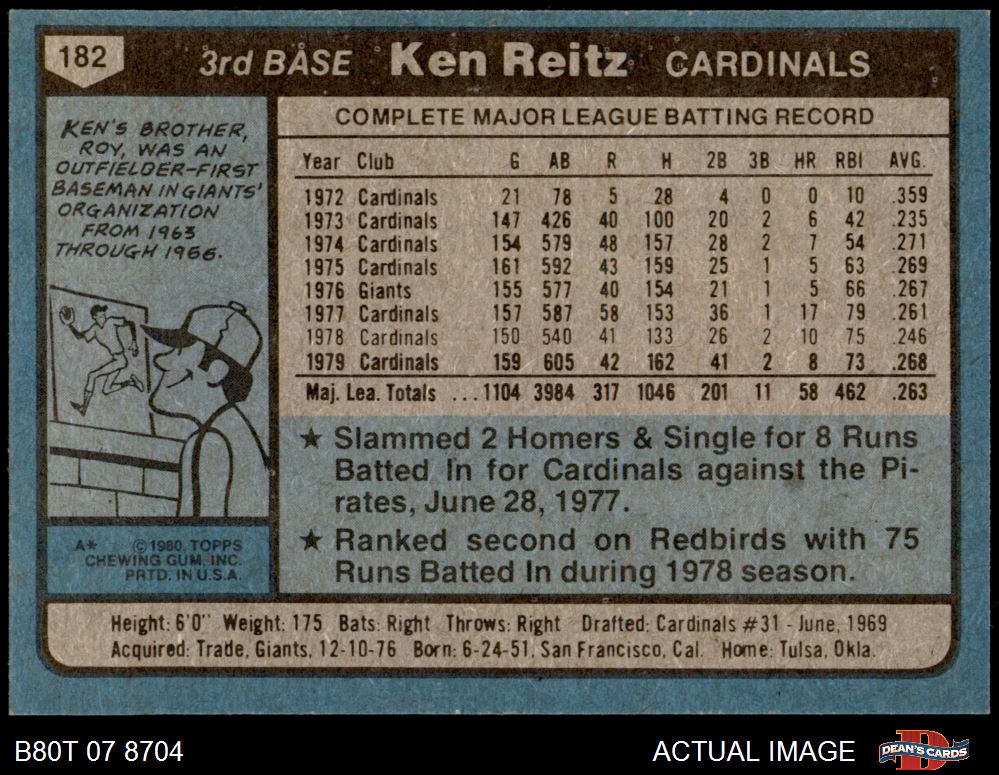 182
3rd BASE Ken Reitz CARDINALS
KEN'S BROTHER,
ROY, WAS AN
OUTFIELDER-FIRST
BASEMAN IN GIANTS'
ORGANIZATION
FROM 1963
THROUGH 1966.
A* ©1980, TOPPS
CHEWING GUM, INC.
PRTD. IN U.S.A.
COMPLETE MAJOR LEAGUE BATTING RECORD
Year Club G AB R H 2B 3B HR RBI AVG.
1972 Cardinals 21 78 5 28 4 0 0 10 .359
1973 Cardinals 147 426 40 100 20 2 6 42 .235
1974 Cardinals 154 579 48 157 28 2 7 54 .271
1975 Cardinals 161 592 43 159 25 1 5 63 .269
1976 Giants 155 577 40 154 21 1 5 66 .267
1977 Cardinals 157 587 58 153 36 1 17 79 .261
1978 Cardinals 150 540 41 133 26 2 10 75 .246
1979 Cardinals 159 605 42 162 41 2 8 73 .268
Maj. Lea. Totals ... 1104 3984 317 1046 201 11 58 462 .263
★ Slammed 2 Homers & Single for 8 Runs
Batted In for Cardinals against the Pi-
rates, June 28, 1977.
★ Ranked second on Redbirds with 75
Runs Batted In during 1978 season.
Height: 6'0" Weight: 175 Bats: Right Throws: Right Drafted: Cardinals #31 - June, 1969
Acquired: Trade, Giants, 12-10-76 Born: 6-24-51, San Francisco, Cal. Home: Tulsa, Okla.
B80T 07 8704 ACTUAL IMAGE D DEAN'S CARDS